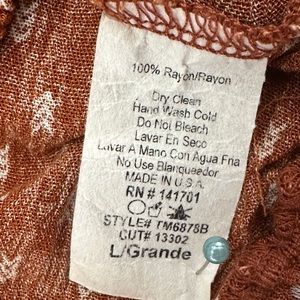 100% Rayon/Rayon
Dry Clean
Hand Wash Cold
Do Not Bleach
Lavar En Seco
Lavar A Mano Con Agua Fria
No Use Blanqueador
MADE IN U.S.A.
RN # 141701
STYLE# TM6878B
CUT# 13302
L/Grande